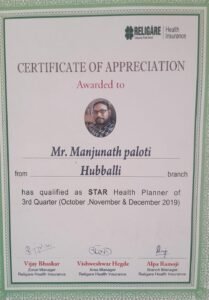 RELIGARE
Health
Insurance
CERTIFICATE OF APPRECIATION
Awarded to
Mr. Manjunath paloti
from Hubballi branch
has qualified as STAR Health Planner of
3rd Quarter (October ,November & December 2019)
Vijay Bhaskar Vishweshwar Hegde Alpa Ramoji
Zonal Manager Area Manager Branch Manager
Religare Health Insurance Religare Health Insurance Religare Health Insurance